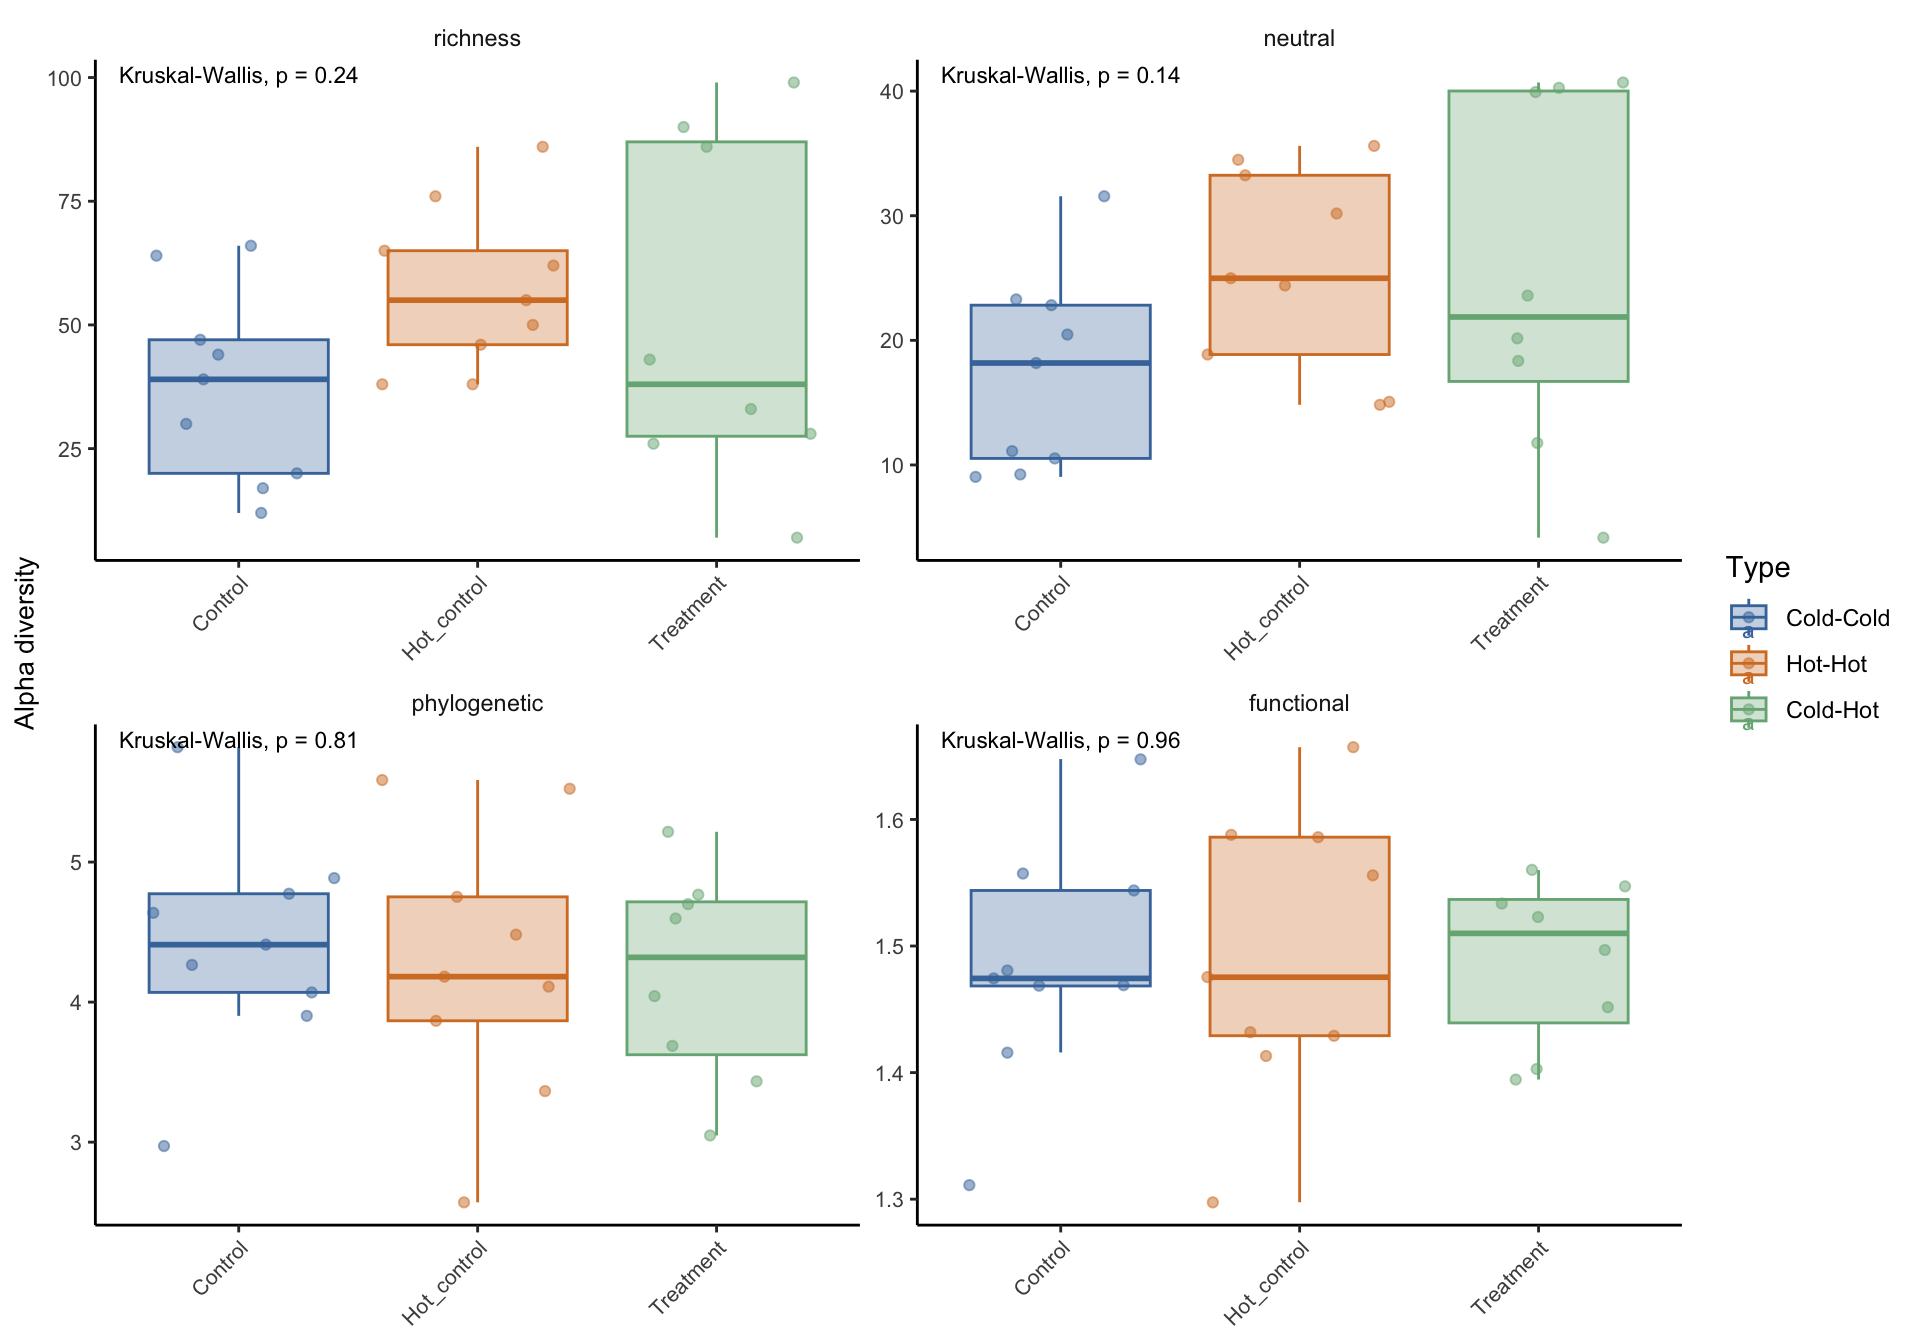 richness
Kruskal-Wallis, p = 0.24
100
75
50
25
Control
Hot_control
Treatment
neutral
Kruskal-Wallis, p = 0.14
40
30
20
10
Control
Hot_control
Treatment
Alpha diversity
phylogenetic
Kruskal-Wallis, p = 0.81
5
4
3
Control
Hot_control
Treatment
functional
Kruskal-Wallis, p = 0.96
1.6
1.5
1.4
1.3
Control
Hot_control
Treatment
Type
a Cold-Cold
a Hot-Hot
a Cold-Hot